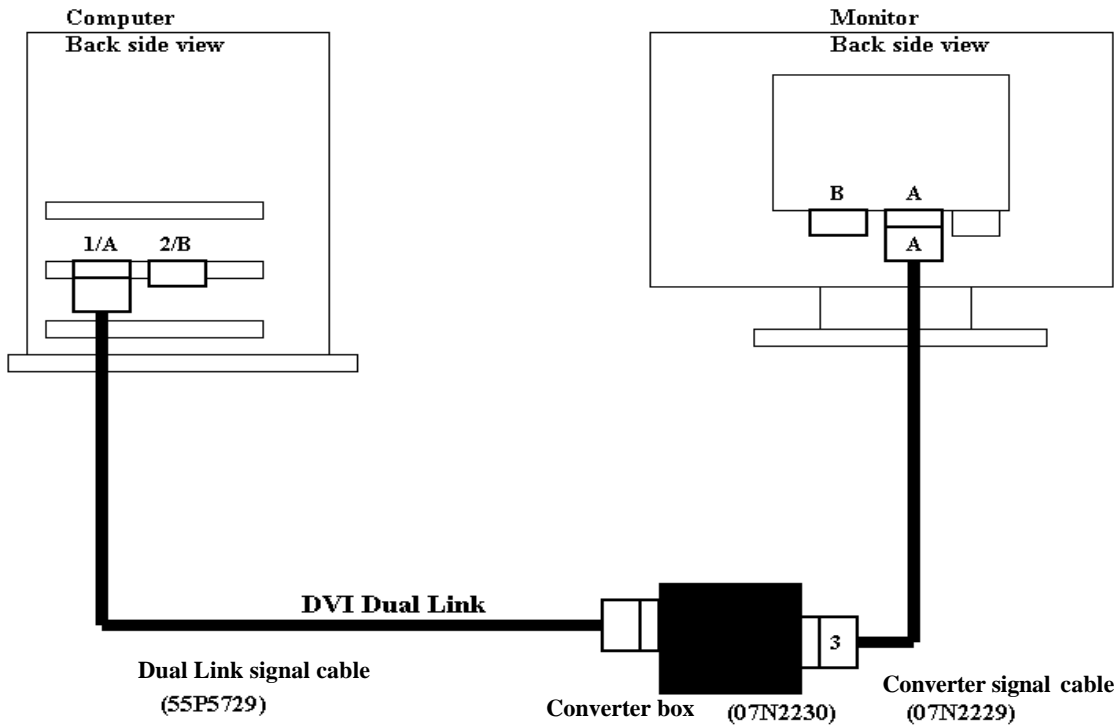 Computer
Back side view
Monitor
Back side view
1/A
2/B
B
A
A
DVI Dual Link
3
Dual Link signal cable
(55P5729)
Converter box
(07N2230)
Converter signal cable
(07N2229)